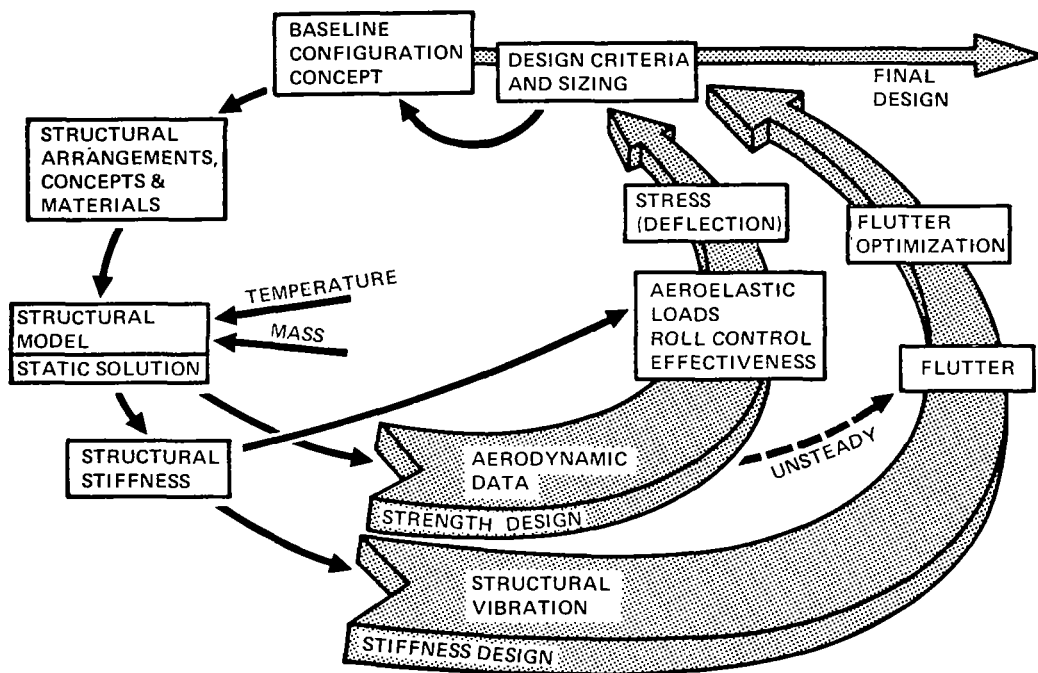 BASELINE
CONFIGURATION
CONCEPT
DESIGN CRITERIA
AND SIZING
FINAL
DESIGN
STRUCTURAL
ARRANGEMENTS,
CONCEPTS &
MATERIALS
STRESS
(DEFLECTION)
FLUTTER
OPTIMIZATION
TEMPERATURE
MASS
STRUCTURAL
MODEL
STATIC SOLUTION
AEROELASTIC
LOADS
ROLL CONTROL
EFFECTIVENESS
FLUTTER
STRUCTURAL
STIFFNESS
AERODYNAMIC
DATA
UNSTEADY
STRENGTH DESIGN
STRUCTURAL
VIBRATION
STIFFNESS DESIGN